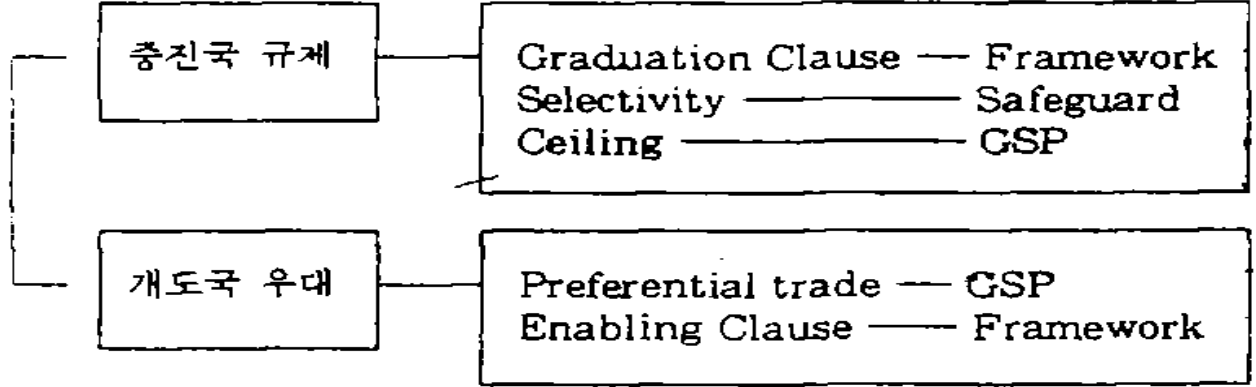 중진국 규제
Graduation Clause — Framework
Selectivity — Safeguard
Ceiling — GSP
개도국 우대
Preferential trade — GSP
Enabling Clause — Framework